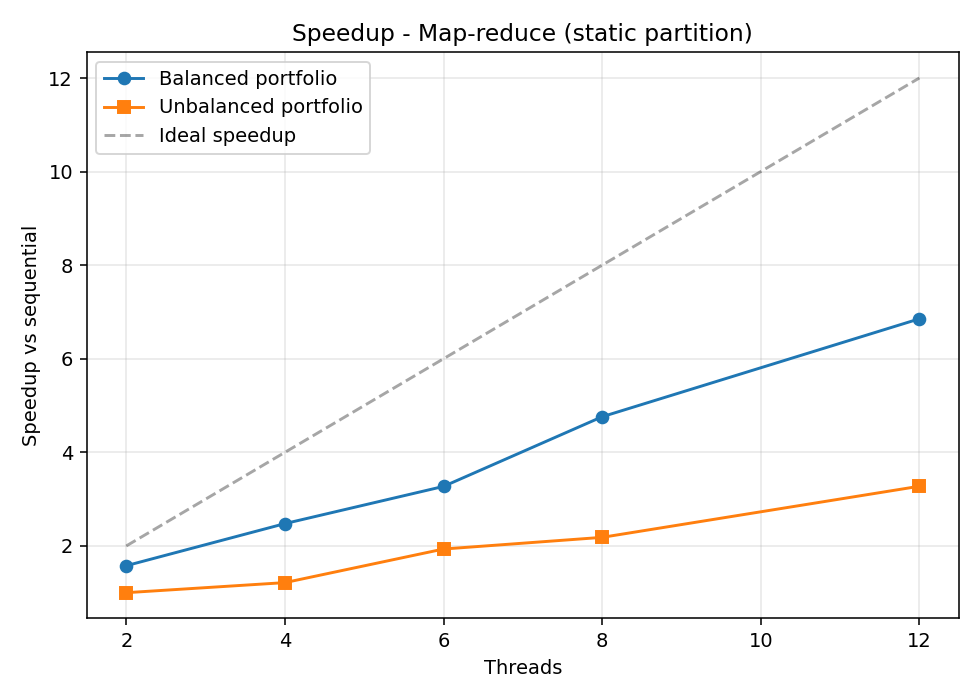 Speedup - Map-reduce (static partition)
Balanced portfolio
Unbalanced portfolio
Ideal speedup
Speedup vs sequential
12
10
8
6
4
2
2 4 6 8 10 12
Threads